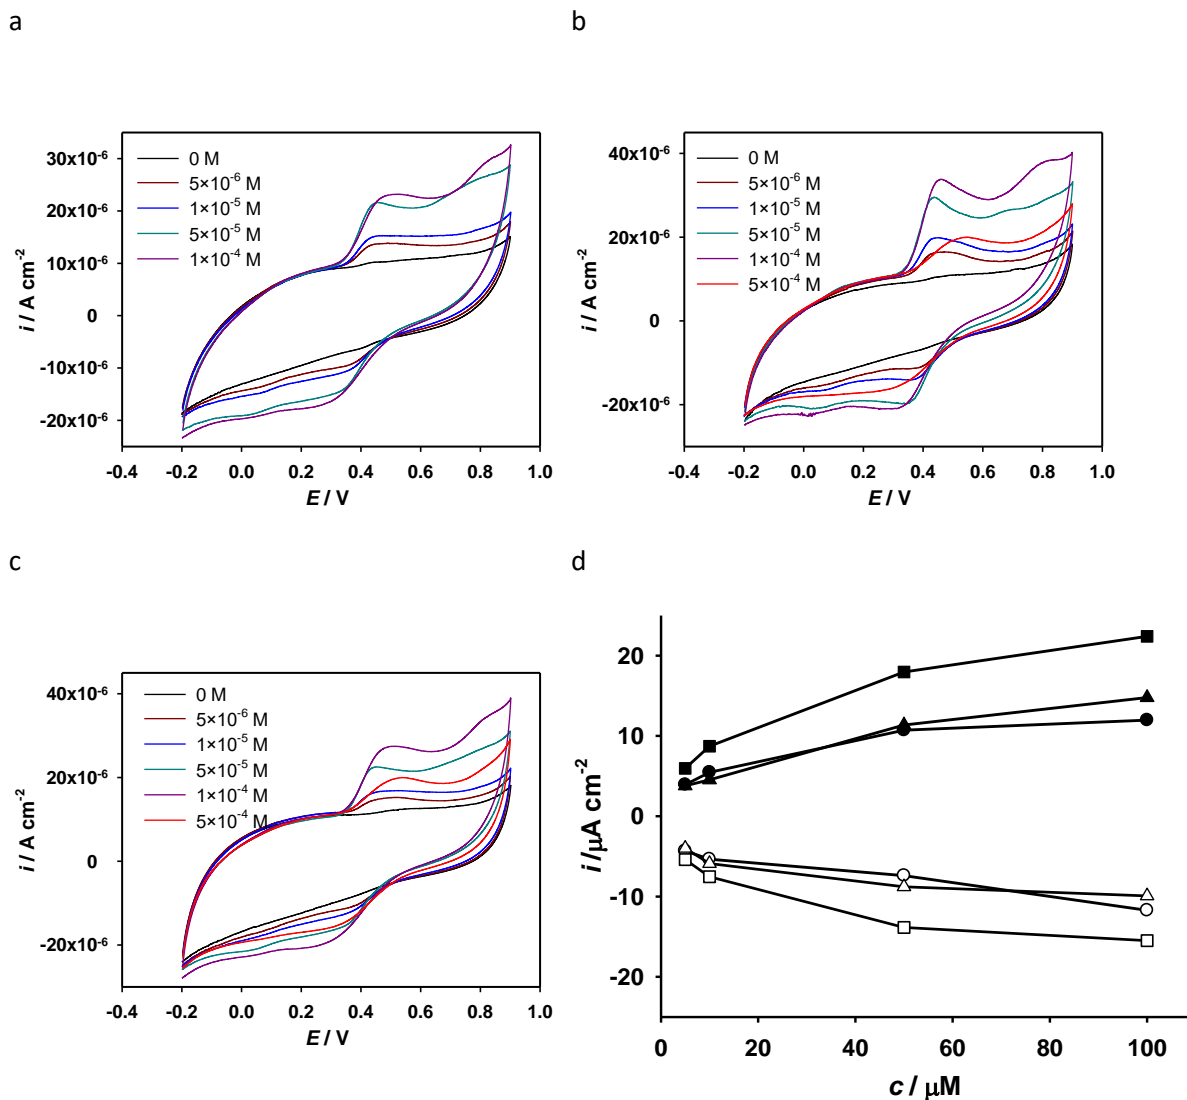 a
30x10⁻⁶
20x10⁻⁶
10x10⁻⁶
0
-10x10⁻⁶
-20x10⁻⁶
i / A cm⁻²
0 M
5×10⁻⁶ M
1×10⁻⁵ M
5×10⁻⁵ M
1×10⁻⁴ M
-0.4 -0.2 0.0 0.2 0.4 0.6 0.8 1.0
E / V
b
40x10⁻⁶
20x10⁻⁶
0
-20x10⁻⁶
i / A cm⁻²
0 M
5×10⁻⁶ M
1×10⁻⁵ M
5×10⁻⁵ M
1×10⁻⁴ M
5×10⁻⁴ M
-0.4 -0.2 0.0 0.2 0.4 0.6 0.8 1.0
E / V
c
40x10⁻⁶
20x10⁻⁶
0
-20x10⁻⁶
i / A cm⁻²
0 M
5×10⁻⁶ M
1×10⁻⁵ M
5×10⁻⁵ M
1×10⁻⁴ M
5×10⁻⁴ M
-0.4 -0.2 0.0 0.2 0.4 0.6 0.8 1.0
E / V
d
20
10
0
-10
-20
i /µA cm⁻²
0 20 40 60 80 100
c / µM